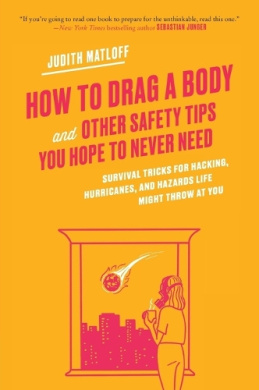 "If you're going to read one book to prepare for the unthinkable, read this one."
—New York Times bestselling author SEBASTIAN JUNGER
JUDITH MATLOFF
HOW TO DRAG A BODY
and OTHER SAFETY TIPS
YOU HOPE TO NEVER NEED
SURVIVAL TRICKS FOR HACKING,
HURRICANES, AND HAZARDS LIFE
MIGHT THROW AT YOU